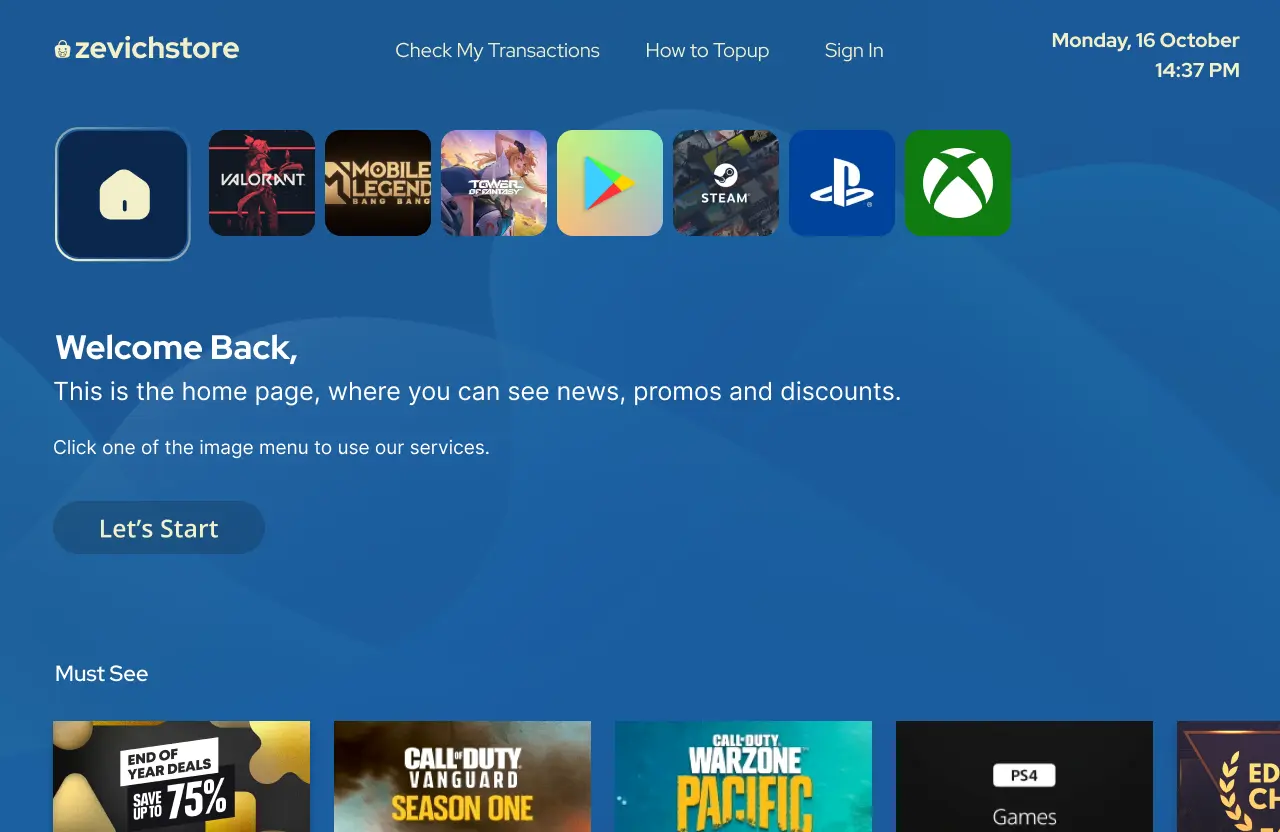 zevichstore
Check My Transactions
How to Topup
Sign In
Monday, 16 October
14:37 PM
VALORANT
MOBILE
LEGEND
BANG BANG
TOWER
OF FANTASY
STEAM
Welcome Back,
This is the home page, where you can see news, promos and discounts.
Click one of the image menu to use our services.
Let's Start
Must See
END OF
YEAR DEALS
SAVE
UP TO
75%
CALL OF DUTY
VANGUARD
SEASON ONE
CALL OF DUTY
WARZONE
PACIFIC
PS4
Games
ED
CH